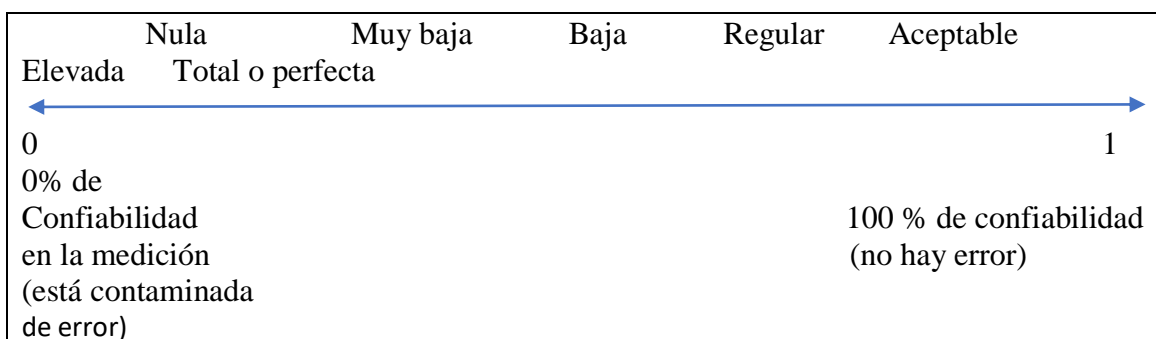 Nula Muy baja Baja Regular Aceptable
Elevada Total o perfecta
0 1
0% de
Confiabilidad 100 % de confiabilidad
en la medición (no hay error)
(está contaminada
de error)